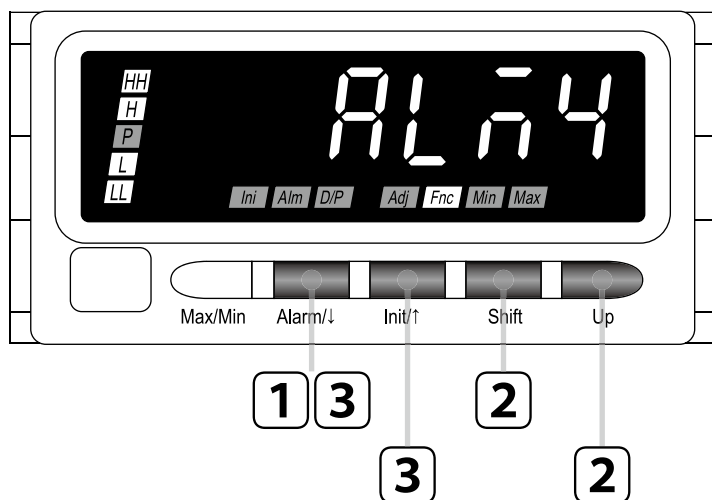 HH
H
P
L
LL
ALM4
Ini Alm D/P Adj Fnc Min Max
Max/Min Alarm/↓ Init/↑ Shift Up
1 3 2
3 2